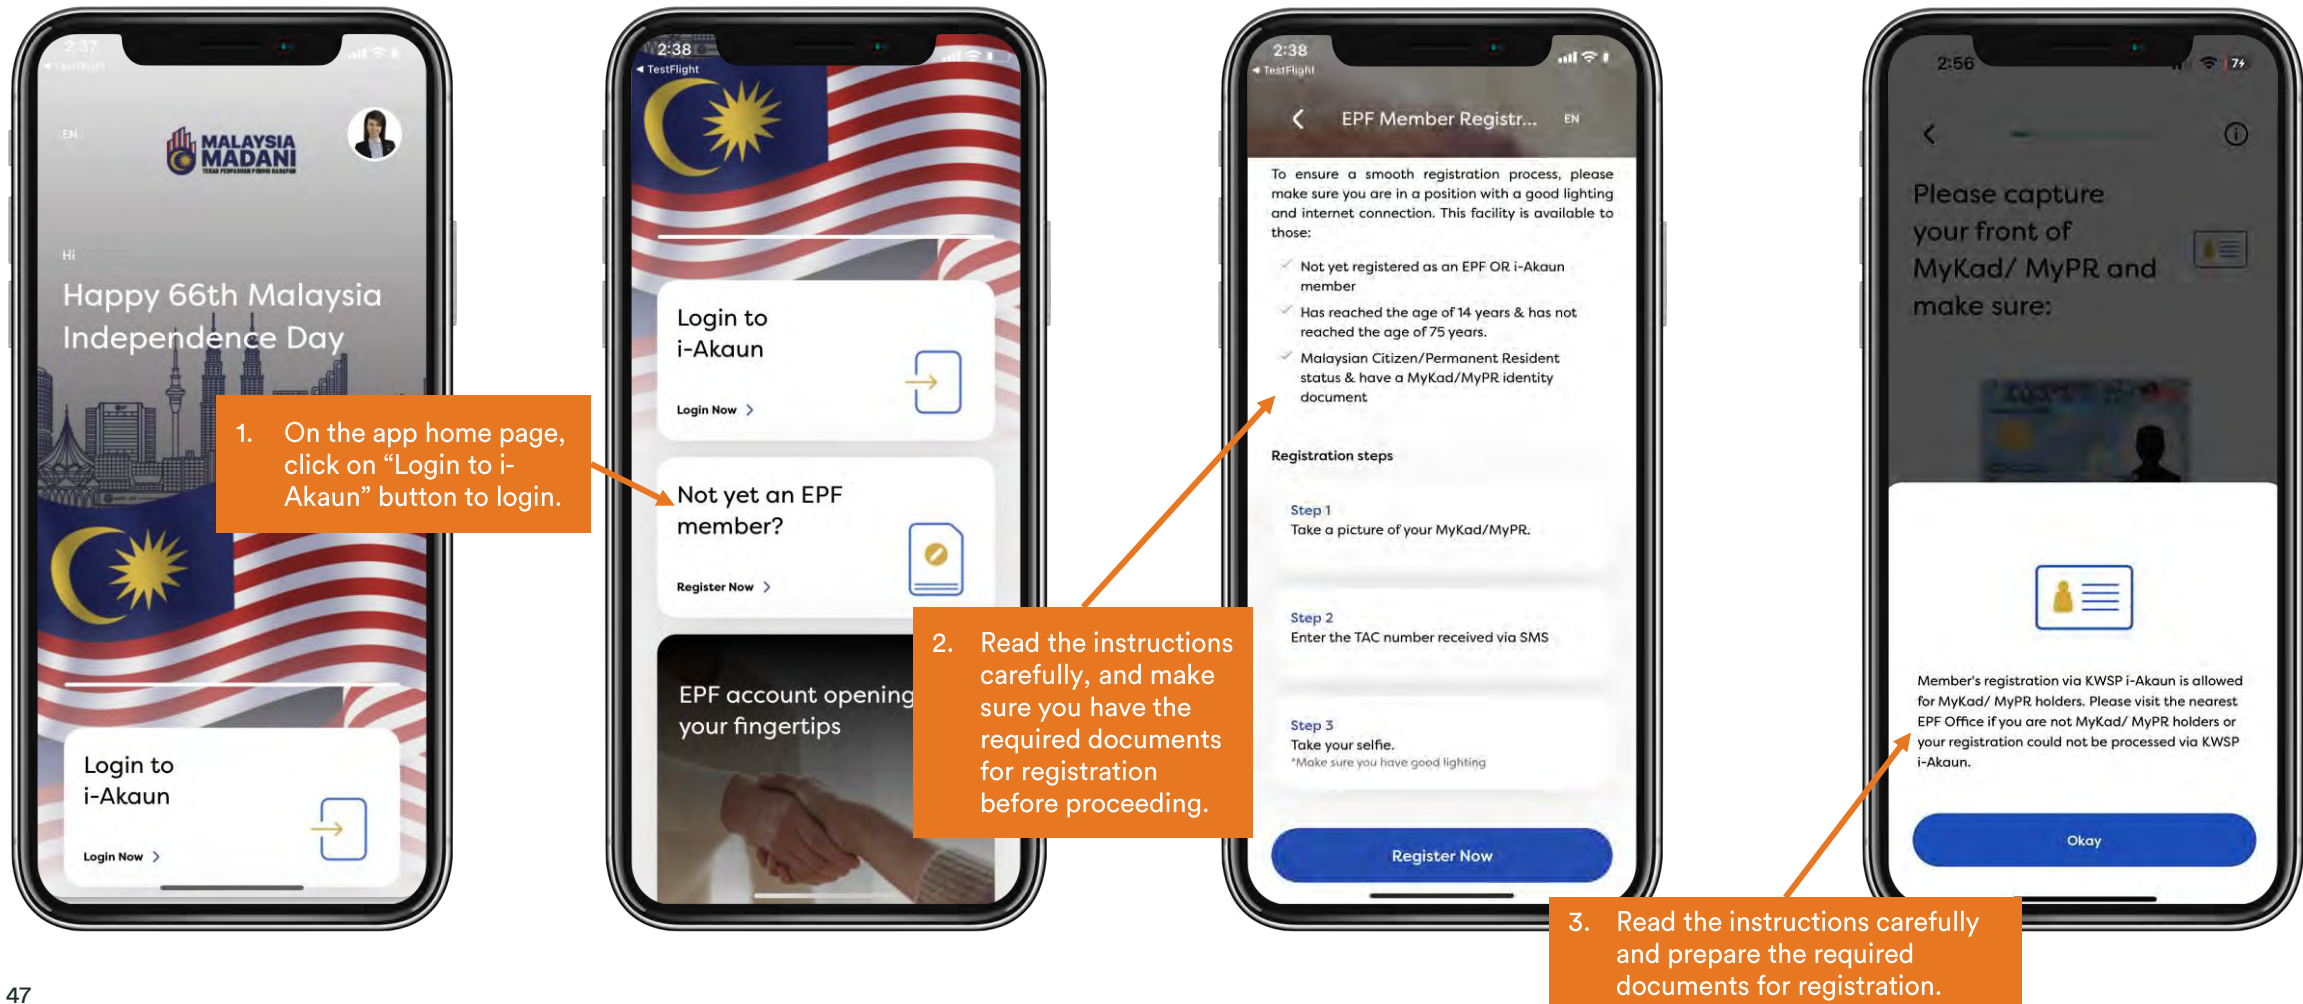 2:37
TestFlight
EN
MALAYSIA
MADANI
Hi
Happy 66th Malaysia
Independence Day
Login to
i-Akaun
Login Now
1. On the app home page,
click on “Login to i-
Akaun” button to login.
2:38
TestFlight
Login to
i-Akaun
Login Now
Not yet an EPF
member?
Register Now
EPF account opening
your fingertips
2. Read the instructions
carefully, and make
sure you have the
required documents
for registration
before proceeding.
2:38
TestFlight
EPF Member Registr...
EN
To ensure a smooth registration process, please
make sure you are in a position with a good lighting
and internet connection. This facility is available to
those:
Not yet registered as an EPF OR i-Akaun
member
Has reached the age of 14 years & has not
reached the age of 75 years.
Malaysian Citizen/Permanent Resident
status & have a MyKad/MyPR identity
document
Registration steps
Step 1
Take a picture of your MyKad/MyPR.
Step 2
Enter the TAC number received via SMS
Step 3
Take your selfie.
*Make sure you have good lighting
Register Now
2:56
7
Please capture
your front of
MyKad/ MyPR and
make sure:
Member's registration via KWSP i-Akaun is allowed
for MyKad/ MyPR holders. Please visit the nearest
EPF Office if you are not MyKad/ MyPR holders or
your registration could not be processed via KWSP
i-Akaun.
Okay
3. Read the instructions carefully
and prepare the required
documents for registration.
47